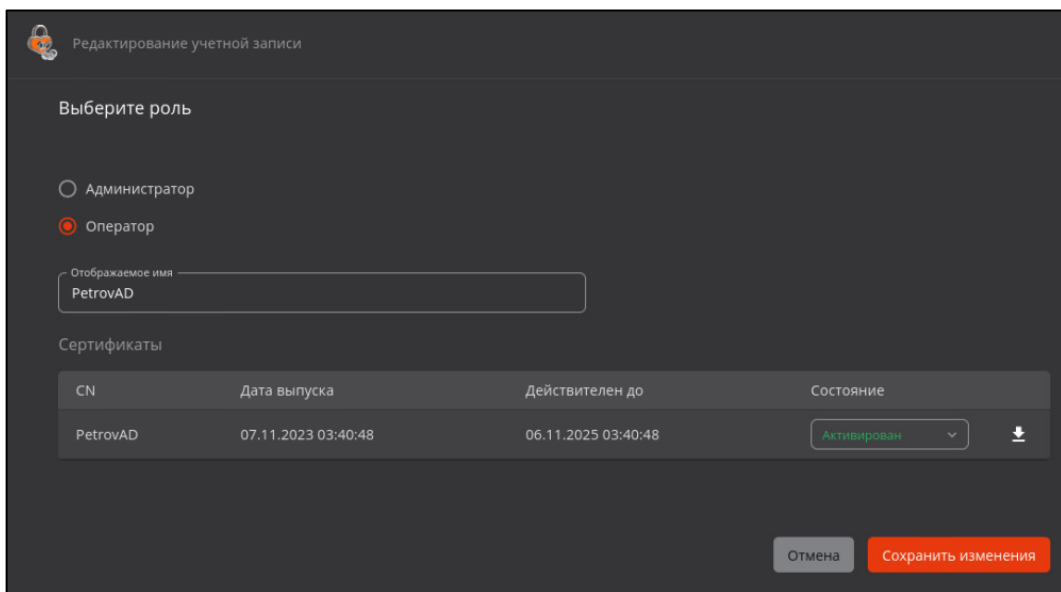 Редактирование учетной записи
Выберите роль
Администратор
Оператор
Отображаемое имя
PetrovAD
Сертификаты
CN Дата выпуска Действителен до Состояние
PetrovAD 07.11.2023 03:40:48 06.11.2025 03:40:48 Активирован
Отмена Сохранить изменения